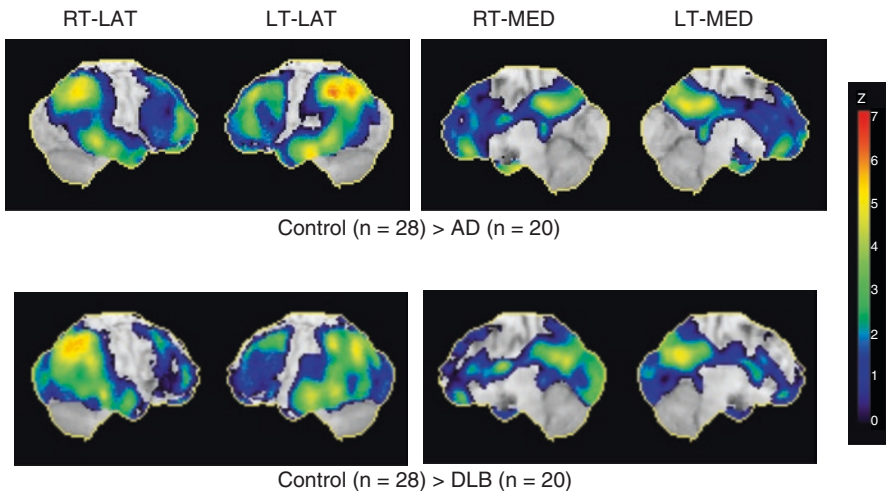 RT-LAT LT-LAT RT-MED LT-MED
Control (n = 28) > AD (n = 20)
Z
7
6
5
4
3
2
1
0
Control (n = 28) > DLB (n = 20)